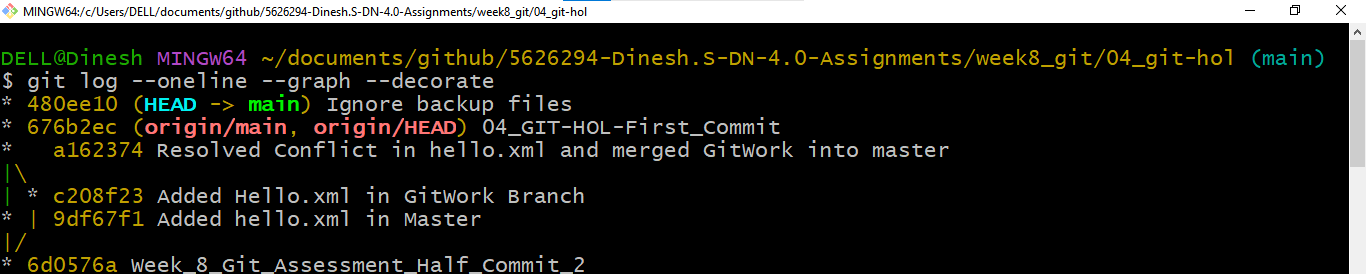 MINGW64:/c/Users/DELL/documents/github/5626294-Dinesh.S-DN-4.0-Assignments/week8_git/04_git-hol
DELL@Dinesh MINGW64 ~/documents/github/5626294-Dinesh.S-DN-4.0-Assignments/week8_git/04_git-hol (main)
$ git log --oneline --graph --decorate
* 480ee10 (HEAD -> main) Ignore backup files
* 676b2ec (origin/main, origin/HEAD) 04_GIT-HOL-First_Commit
*   a162374 Resolved Conflict in hello.xml and merged GitWork into master
|\
| * c208f23 Added Hello.xml in GitWork Branch
* | 9df67f1 Added hello.xml in Master
|/
* 6d0576a Week_8_Git_Assessment_Half_Commit_2